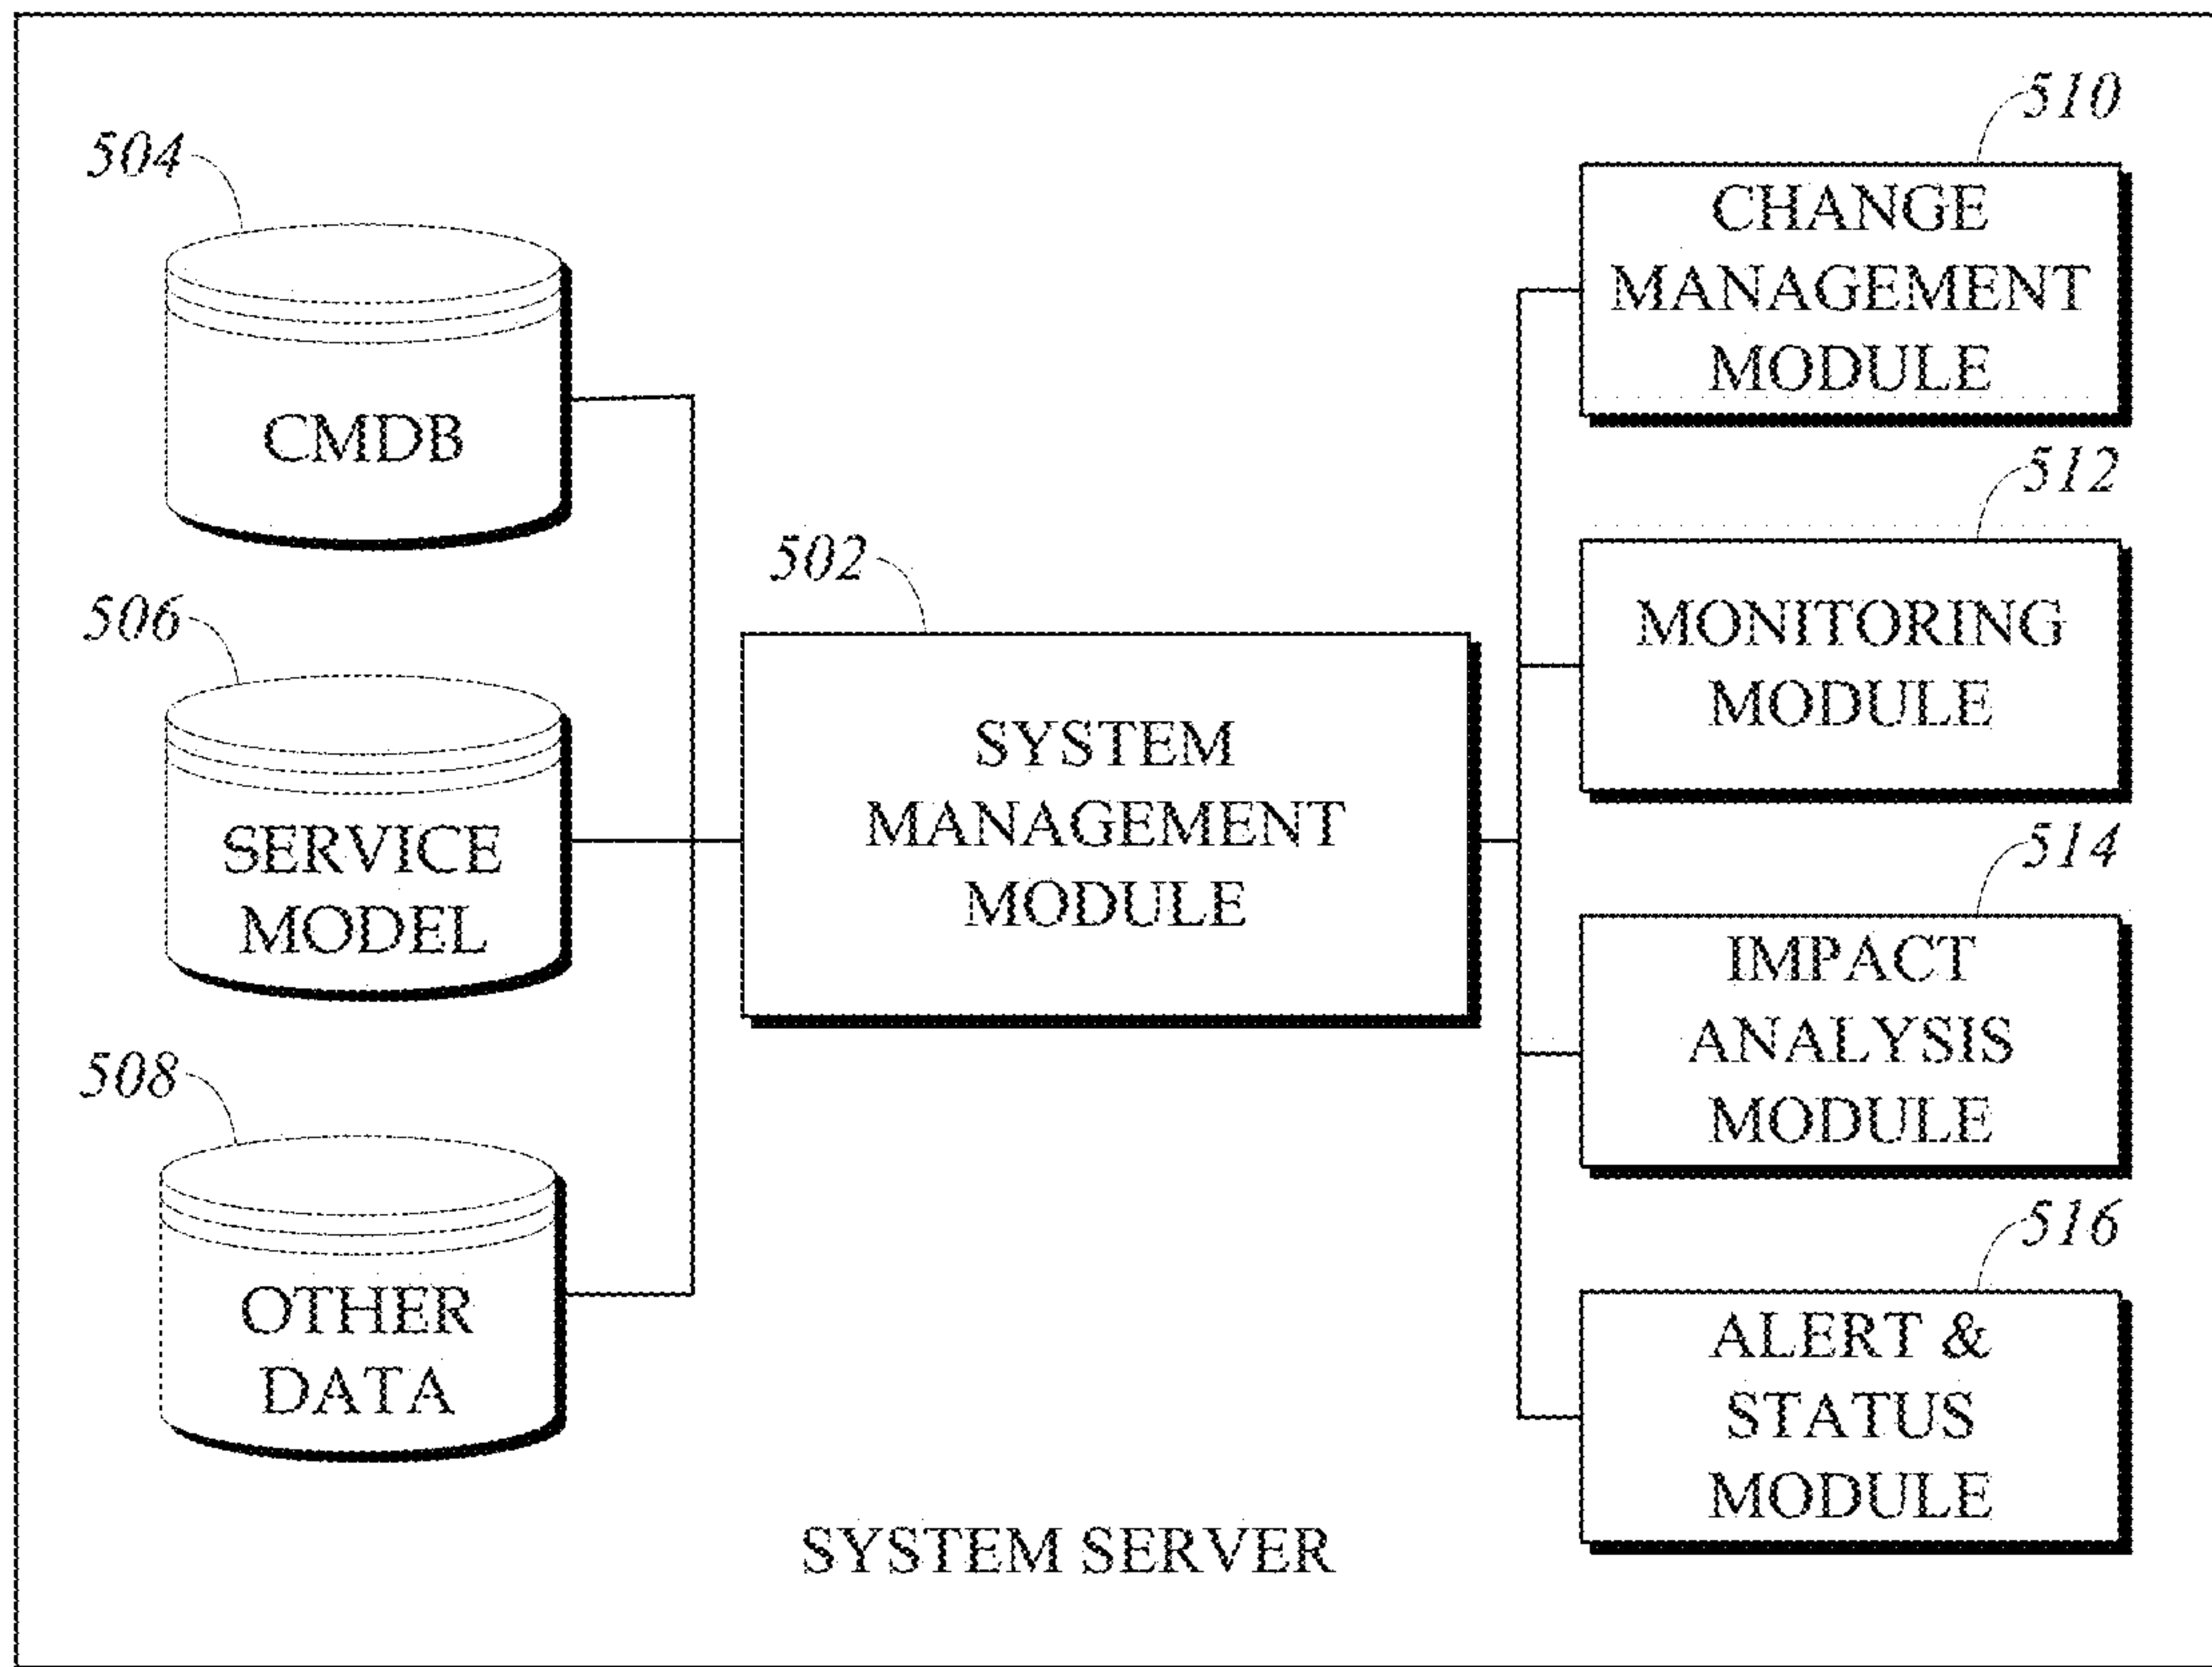 504
CMDB
506
SERVICE
MODEL
508
OTHER
DATA
502
SYSTEM
MANAGEMENT
MODULE
510
CHANGE
MANAGEMENT
MODULE
512
MONITORING
MODULE
514
IMPACT
ANALYSIS
MODULE
516
ALERT &
STATUS
MODULE
SYSTEM SERVER